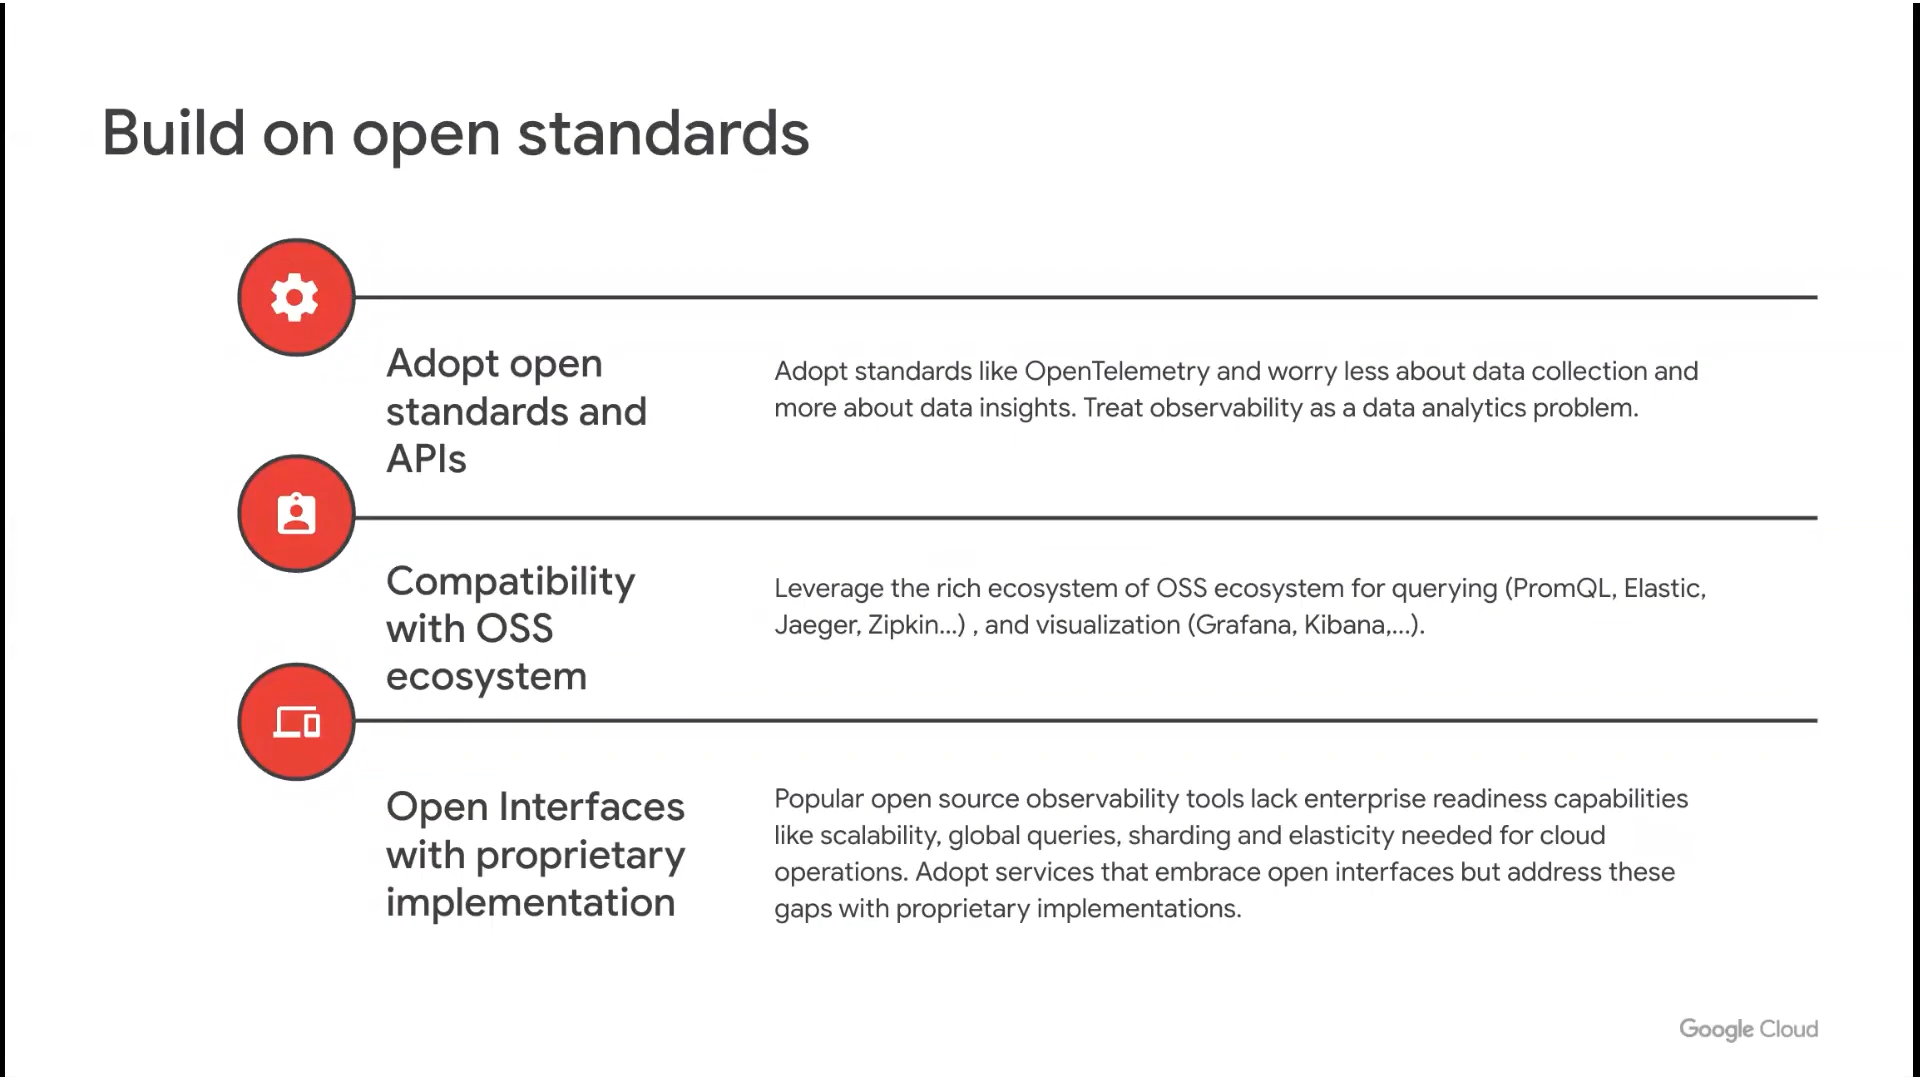 Build on open standards
Adopt open
standards and
APIs
Adopt standards like OpenTelemetry and worry less about data collection and
more about data insights. Treat observability as a data analytics problem.
Compatibility
with OSS
ecosystem
Leverage the rich ecosystem of OSS ecosystem for querying (PromQL, Elastic,
Jaeger, Zipkin...) , and visualization (Grafana, Kibana,...).
Open Interfaces
with proprietary
implementation
Popular open source observability tools lack enterprise readiness capabilities
like scalability, global queries, sharding and elasticity needed for cloud
operations. Adopt services that embrace open interfaces but address these
gaps with proprietary implementations.
Google Cloud